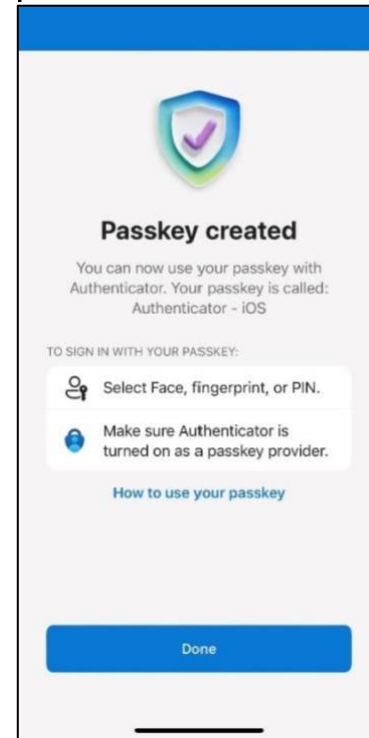 Passkey created
You can now use your passkey with
Authenticator. Your passkey is called:
Authenticator - iOS
TO SIGN IN WITH YOUR PASSKEY:
Select Face, fingerprint, or PIN.
Make sure Authenticator is
turned on as a passkey provider.
How to use your passkey
Done